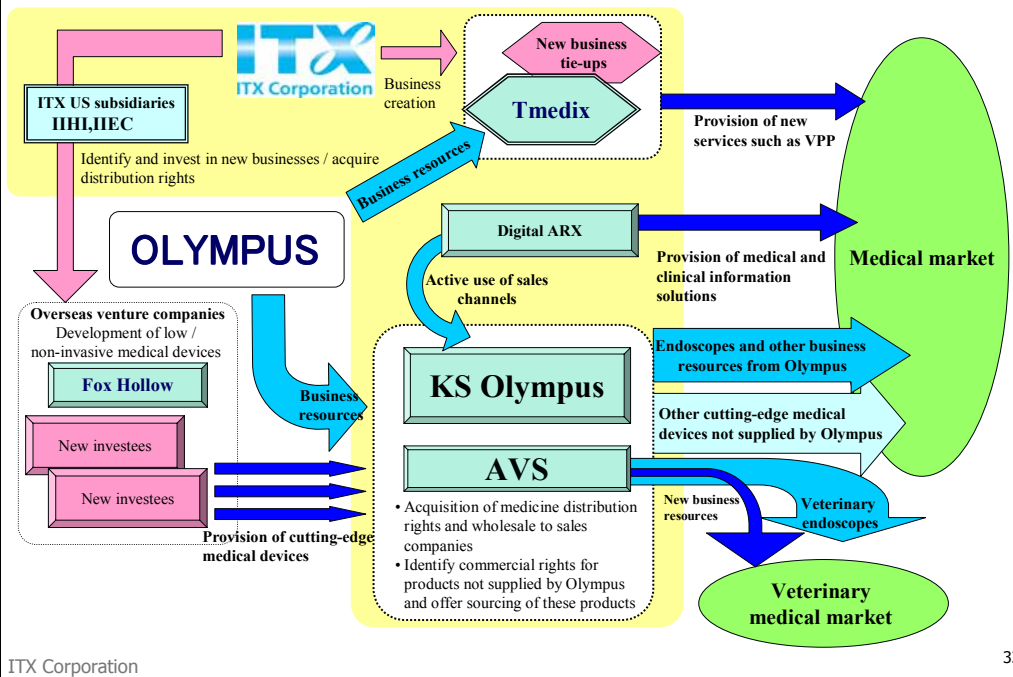 ITX
ITX Corporation
Business
creation
New business
tie-ups
Tmedix
ITX US subsidiaries
IIHI,IIEC
Identify and invest in new businesses / acquire
distribution rights
Business resources
Provision of new
services such as VPP
OLYMPUS
Digital ARX
Active use of sales
channels
Provision of medical and
clinical information
solutions
Medical market
Overseas venture companies
Development of low /
non-invasive medical devices
Fox Hollow
New investees
New investees
Business
resources
Provision of cutting-edge
medical devices
KS Olympus
AVS
• Acquisition of medicine distribution
rights and wholesale to sales
companies
• Identify commercial rights for
products not supplied by Olympus
and offer sourcing of these products
Endoscopes and other business
resources from Olympus
Other cutting-edge medical
devices not supplied by Olympus
New business
resources
Veterinary
endoscopes
Veterinary
medical market
ITX Corporation